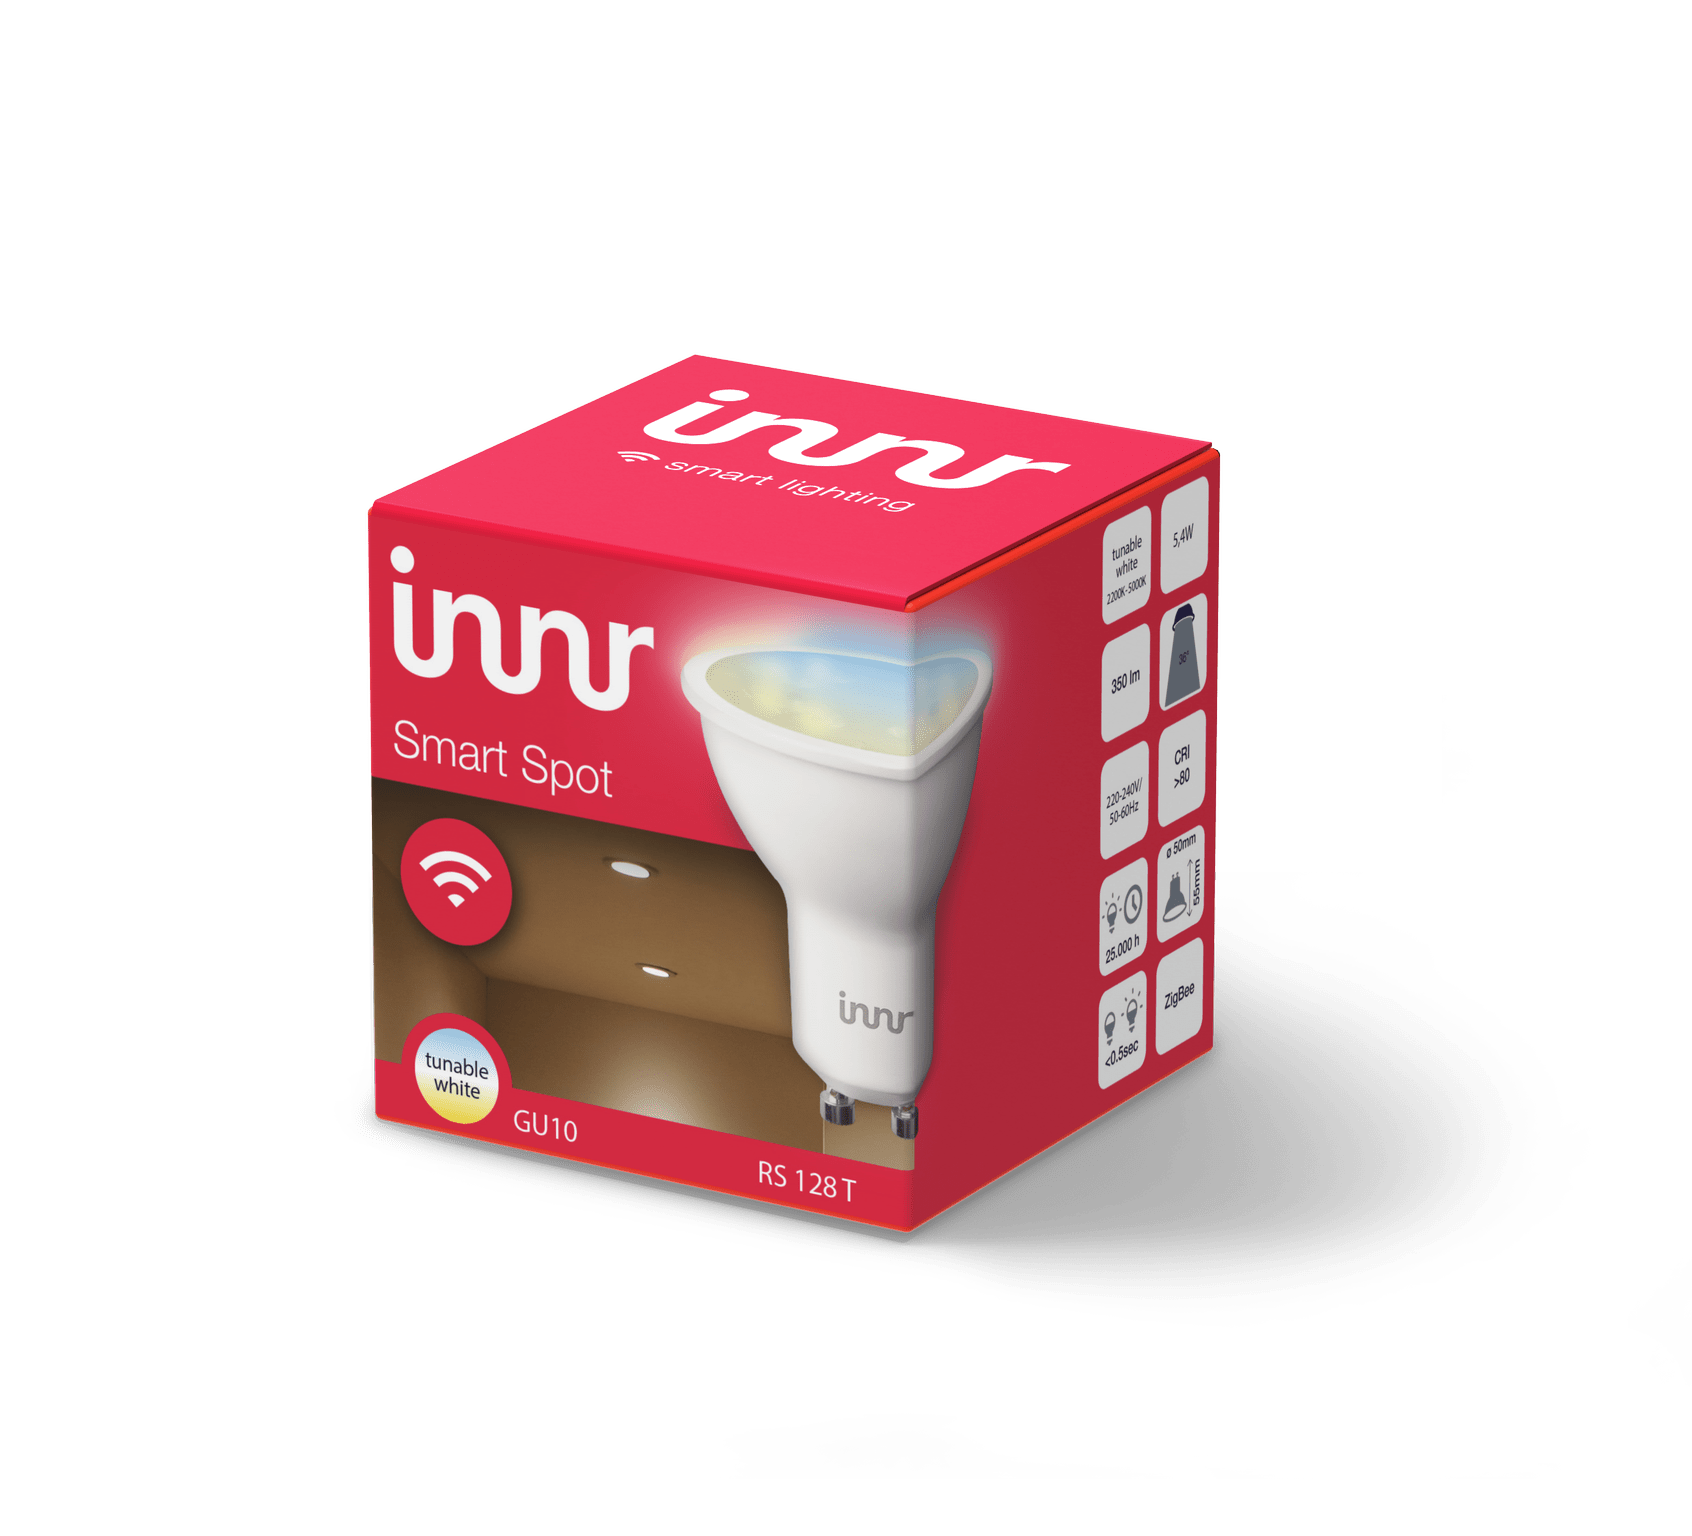 innr
smart lighting
innr
Smart Spot
innr
tunable
white
GU10
RS 128 T
tunable
white
2200K-5000K
5,4W
350 lm
36°
220-240V/
50-60Hz
CRI
>80
25.000 h
ø 50mm
55mm
<0.5sec
ZigBee